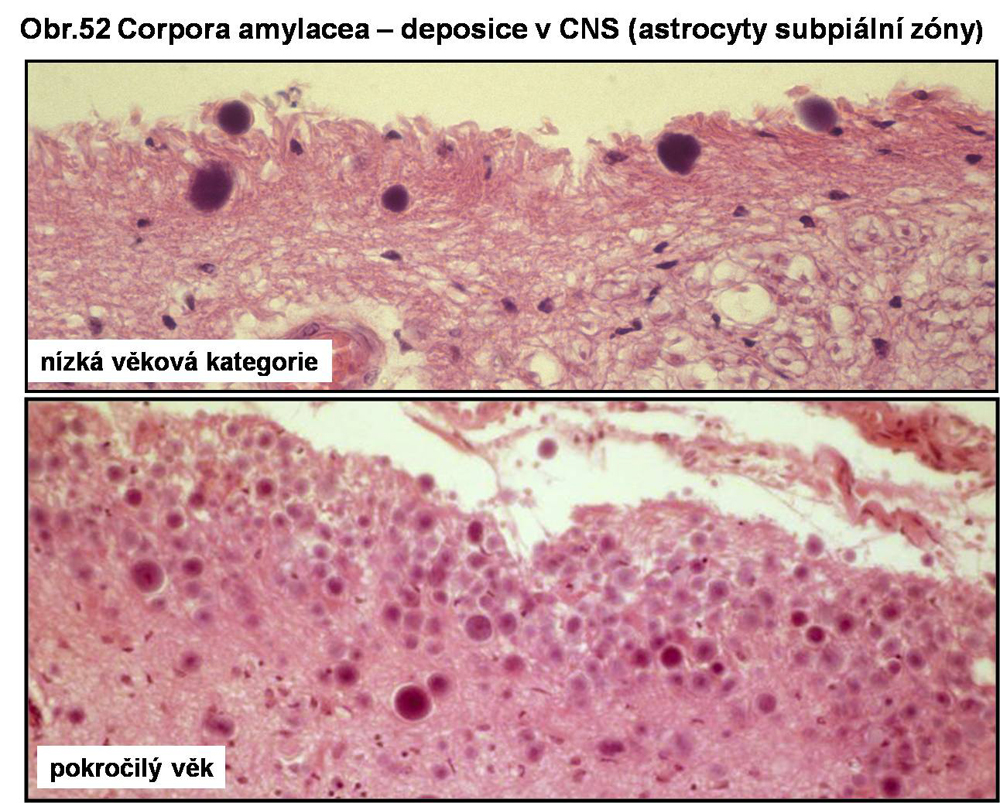 Obr.52 Corpora amylacea – deposice v CNS (astrocyty subpiální zóny)
nízká věková kategorie
pokročilý věk